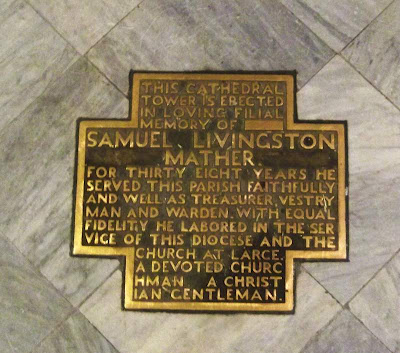 THIS CATHEDRAL
TOWER IS ERECTED
IN LOVING FILIAL
MEMORY OF
SAMUEL LIVINGSTON
MATHER.
FOR THIRTY EIGHT YEARS HE
SERVED THIS PARISH FAITHFULLY
AND WELL AS TREASURER, VESTRY
MAN AND WARDEN. WITH EQUAL
FIDELITY HE LABORED IN THE SER
VICE OF THIS DIOCESE AND THE
CHURCH AT LARGE.
A DEVOTED CHURC
HMAN A CHRIST
IAN GENTLEMAN.